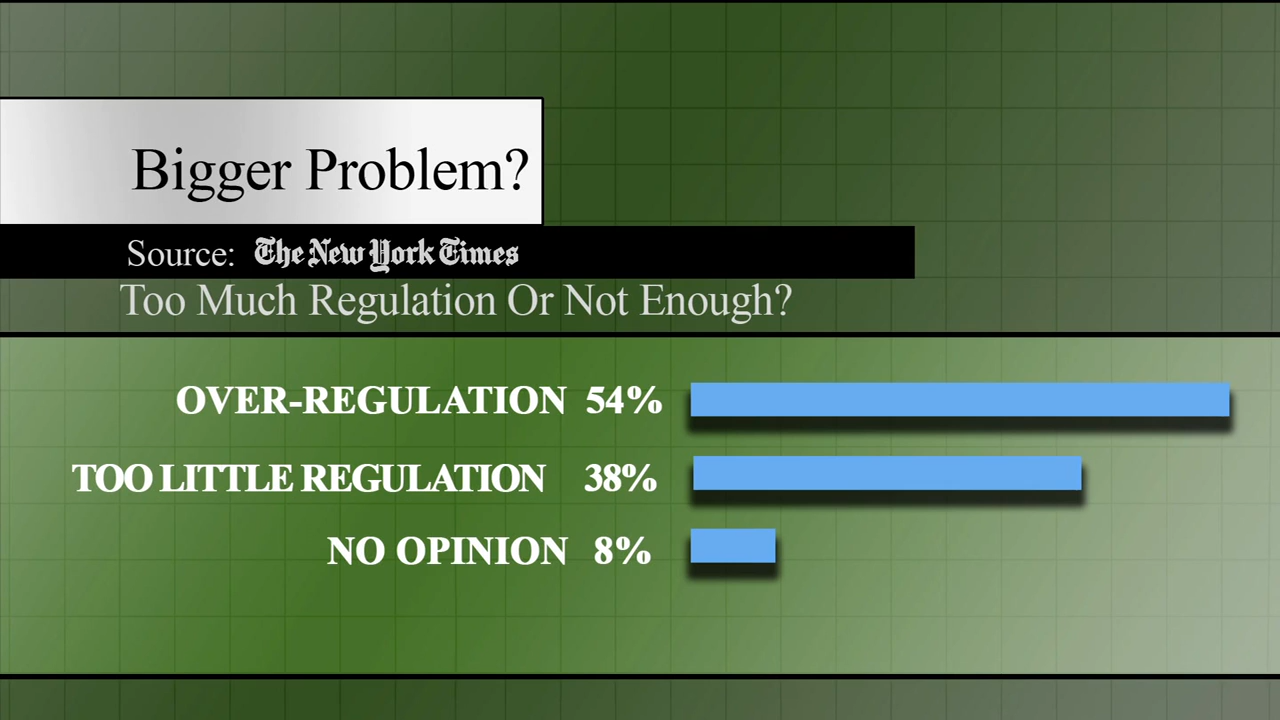 Bigger Problem?
Source: The New York Times
Too Much Regulation Or Not Enough?
OVER-REGULATION 54%
TOO LITTLE REGULATION 38%
NO OPINION 8%